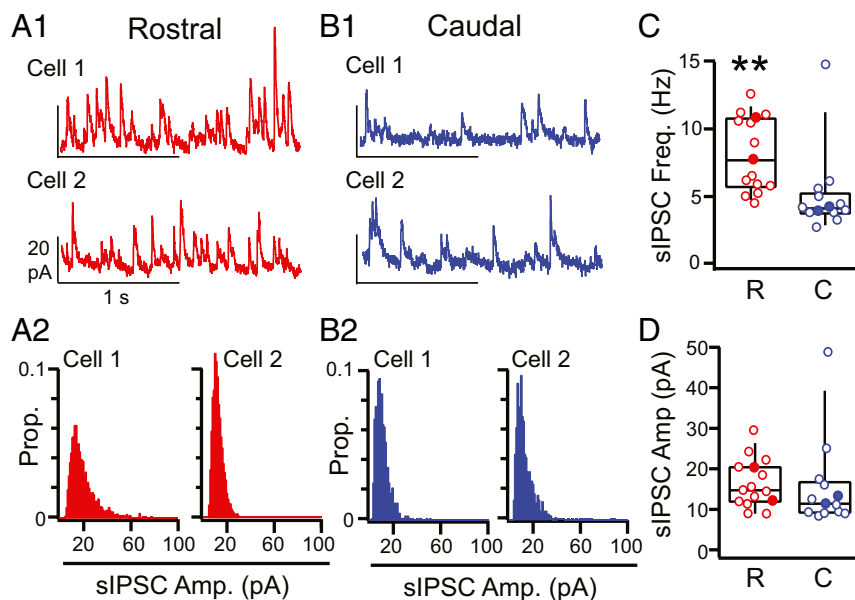 A1 Rostral
Cell 1
Cell 2
20
pA
1 s
B1 Caudal
Cell 1
Cell 2
C
sIPSC Freq. (Hz)
15
10
5
0
**
R C
A2
Cell 1 Cell 2
0.1
Prop.
0
20 60 100 20 60 100
sIPSC Amp. (pA)
B2
Cell 1 Cell 2
0.1
Prop.
0
20 60 100 20 60 100
sIPSC Amp. (pA)
D
sIPSC Amp (pA)
50
40
30
20
10
0
R C